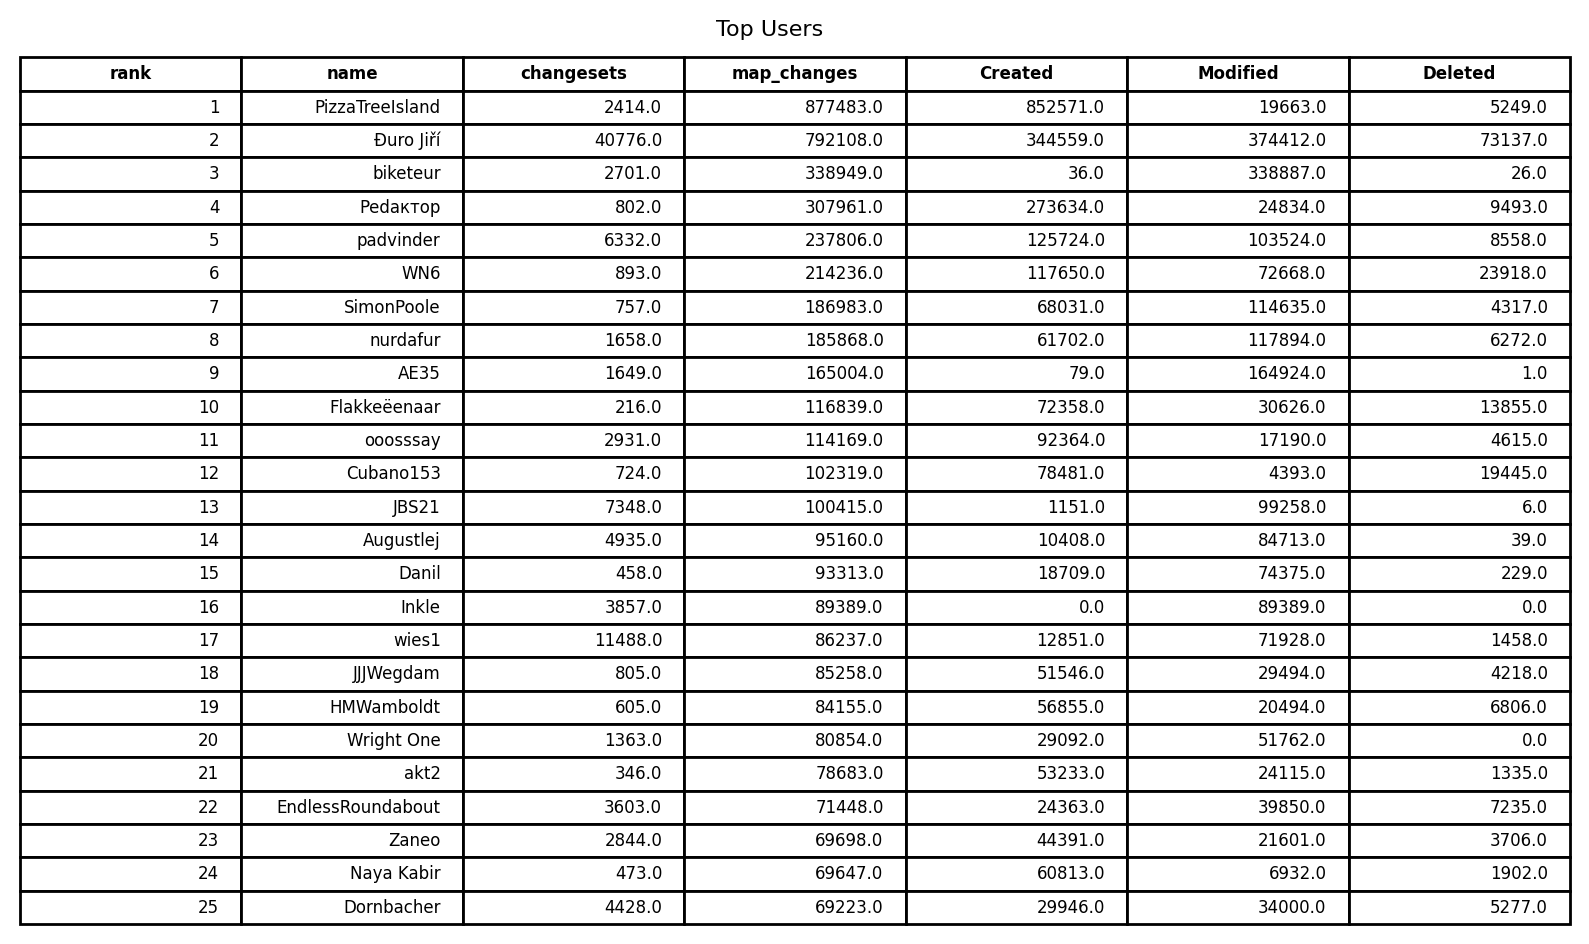 Top Users
rank name changesets map_changes Created Modified Deleted
1 PizzaTreeIsland 2414.0 877483.0 852571.0 19663.0 5249.0
2 Đuro Jiří 40776.0 792108.0 344559.0 374412.0 73137.0
3 biketeur 2701.0 338949.0 36.0 338887.0 26.0
4 Pedaктop 802.0 307961.0 273634.0 24834.0 9493.0
5 padvinder 6332.0 237806.0 125724.0 103524.0 8558.0
6 WN6 893.0 214236.0 117650.0 72668.0 23918.0
7 SimonPoole 757.0 186983.0 68031.0 114635.0 4317.0
8 nurdafur 1658.0 185868.0 61702.0 117894.0 6272.0
9 AE35 1649.0 165004.0 79.0 164924.0 1.0
10 Flakkeëenaar 216.0 116839.0 72358.0 30626.0 13855.0
11 ooosssay 2931.0 114169.0 92364.0 17190.0 4615.0
12 Cubano153 724.0 102319.0 78481.0 4393.0 19445.0
13 JBS21 7348.0 100415.0 1151.0 99258.0 6.0
14 Augustlej 4935.0 95160.0 10408.0 84713.0 39.0
15 Danil 458.0 93313.0 18709.0 74375.0 229.0
16 Inkle 3857.0 89389.0 0.0 89389.0 0.0
17 wies1 11488.0 86237.0 12851.0 71928.0 1458.0
18 JJJWegdam 805.0 85258.0 51546.0 29494.0 4218.0
19 HMWamboldt 605.0 84155.0 56855.0 20494.0 6806.0
20 Wright One 1363.0 80854.0 29092.0 51762.0 0.0
21 akt2 346.0 78683.0 53233.0 24115.0 1335.0
22 EndlessRoundabout 3603.0 71448.0 24363.0 39850.0 7235.0
23 Zaneo 2844.0 69698.0 44391.0 21601.0 3706.0
24 Naya Kabir 473.0 69647.0 60813.0 6932.0 1902.0
25 Dornbacher 4428.0 69223.0 29946.0 34000.0 5277.0